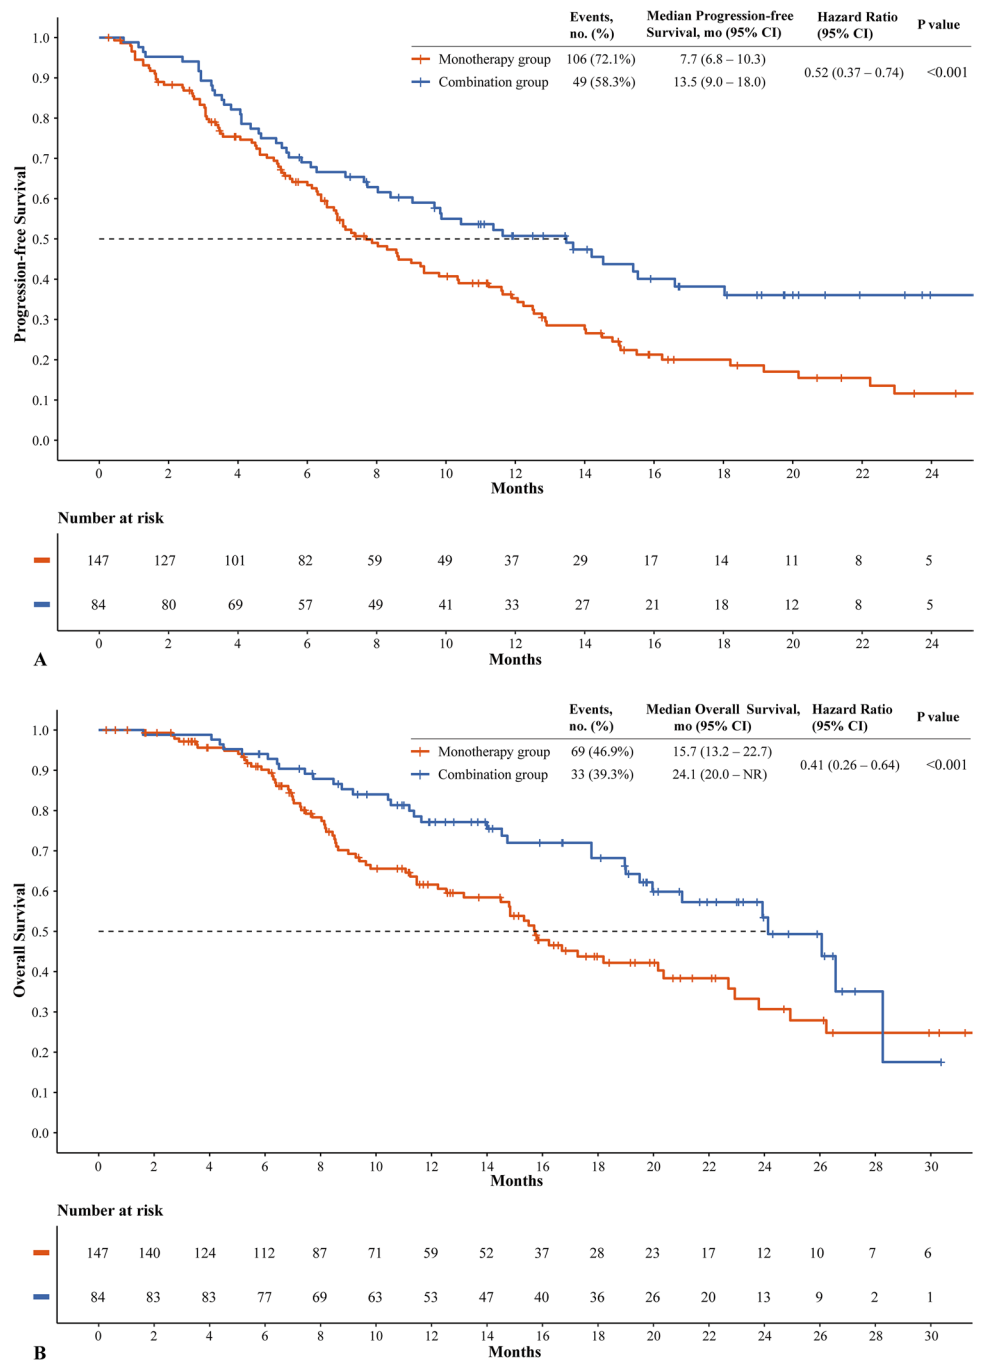 Events, no. (%) Median Progression-free Survival, mo (95% CI) Hazard Ratio (95% CI) P value
Monotherapy group 106 (72.1%) 7.7 (6.8 – 10.3)
0.52 (0.37 – 0.74) <0.001
Combination group 49 (58.3%) 13.5 (9.0 – 18.0)
Progression-free Survival
1.0
0.9
0.8
0.7
0.6
0.5
0.4
0.3
0.2
0.1
0.0
0 2 4 6 8 10 12 14 16 18 20 22 24
Months
Number at risk
147 127 101 82 59 49 37 29 17 14 11 8 5
84 80 69 57 49 41 33 27 21 18 12 8 5
0 2 4 6 8 10 12 14 16 18 20 22 24
Months
A
Events, no. (%) Median Overall Survival, mo (95% CI) Hazard Ratio (95% CI) P value
Monotherapy group 69 (46.9%) 15.7 (13.2 – 22.7)
0.41 (0.26 – 0.64) <0.001
Combination group 33 (39.3%) 24.1 (20.0 – NR)
Overall Survival
1.0
0.9
0.8
0.7
0.6
0.5
0.4
0.3
0.2
0.1
0.0
0 2 4 6 8 10 12 14 16 18 20 22 24 26 28 30
Months
Number at risk
147 140 124 112 87 71 59 52 37 28 23 17 12 10 7 6
84 83 83 77 69 63 53 47 40 36 26 20 13 9 2 1
0 2 4 6 8 10 12 14 16 18 20 22 24 26 28 30
Months
B